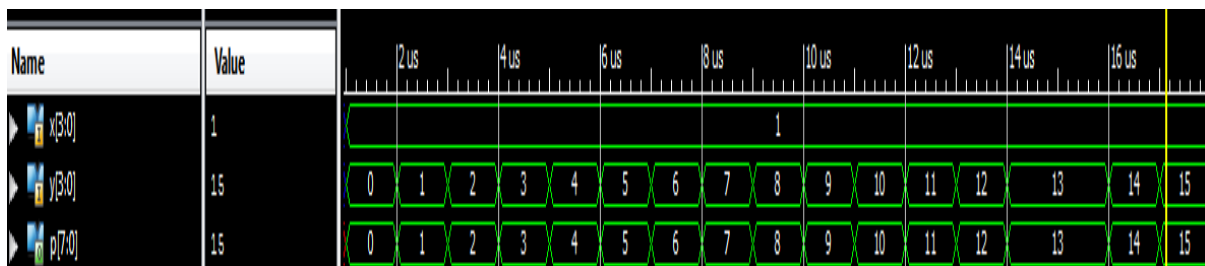 Name Value 2 us 4 us 6 us 8 us 10 us 12 us 14 us 16 us
x[3:0] 1 1
y[3:0] 15 0 1 2 3 4 5 6 7 8 9 10 11 12 13 14 15
p[7:0] 15 0 1 2 3 4 5 6 7 8 9 10 11 12 13 14 15